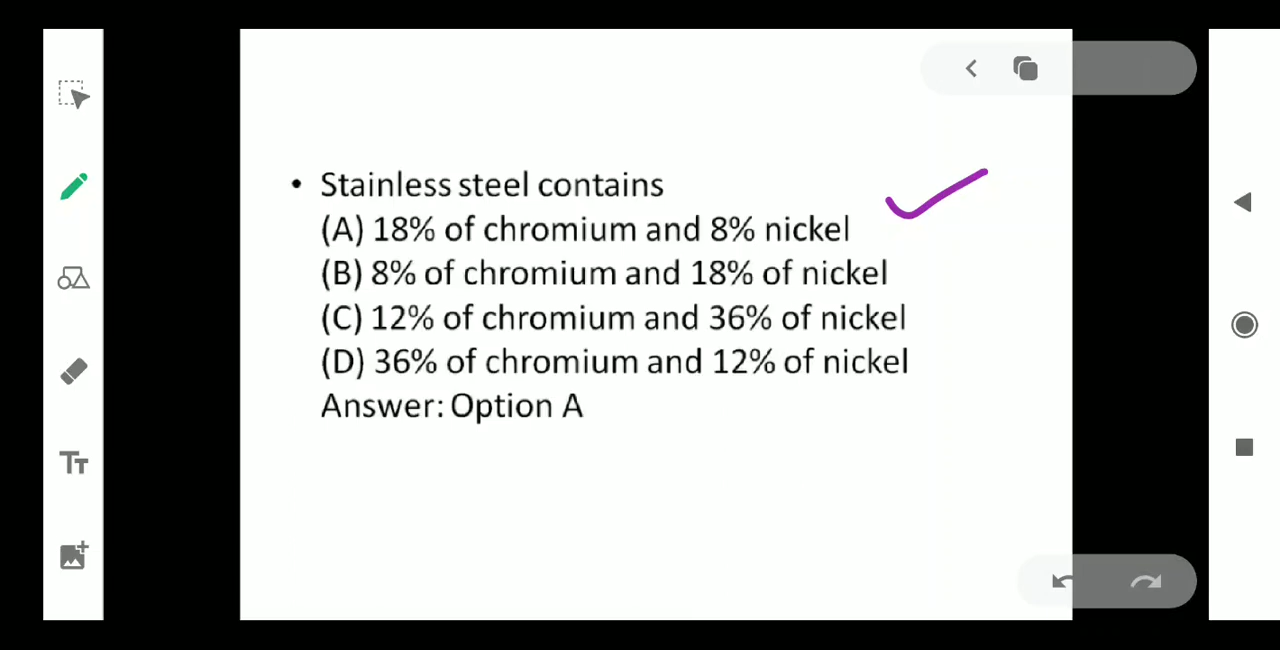 • Stainless steel contains
(A) 18% of chromium and 8% nickel
(B) 8% of chromium and 18% of nickel
(C) 12% of chromium and 36% of nickel
(D) 36% of chromium and 12% of nickel
Answer: Option A
TT